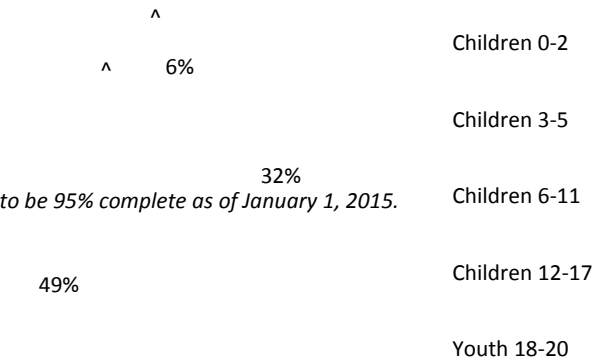 ^
Children 0-2
^ 6%
Children 3-5
32%
to be 95% complete as of January 1, 2015.
Children 6-11
Children 12-17
49%
Youth 18-20